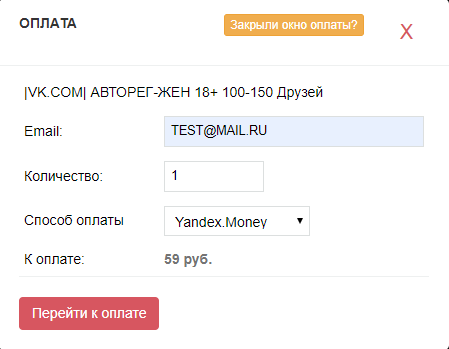 ОПЛАТА
Закрыли окно оплаты?
X
|VK.COM| АВТОРЕГ-ЖЕН 18+ 100-150 Друзей
Email:
TEST@MAIL.RU
Количество:
1
Способ оплаты
Yandex.Money
К оплате:
59 руб.
Перейти к оплате